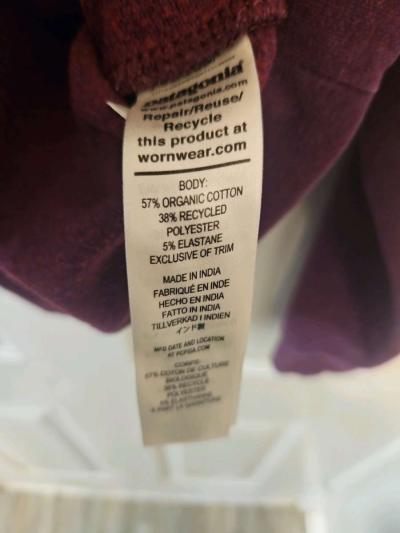 patagonia
www.patagonia.com
Repair/Reuse/
Recycle
this product at
wornwear.com
BODY:
57% ORGANIC COTTON
38% RECYCLED
POLYESTER
5% ELASTANE
EXCLUSIVE OF TRIM
MADE IN INDIA
FABRIQUÉ EN INDE
HECHO EN INDIA
FATTO IN INDIA
TILLVERKAD I INDIEN
インド製
MFG DATE AND LOCATION
AT PCFIGA.COM
CORPS:
57% COTON DE CULTURE
BIOLOGIQUE
38% RECYCLÉ
POLYESTER
5% ÉLASTHANNE